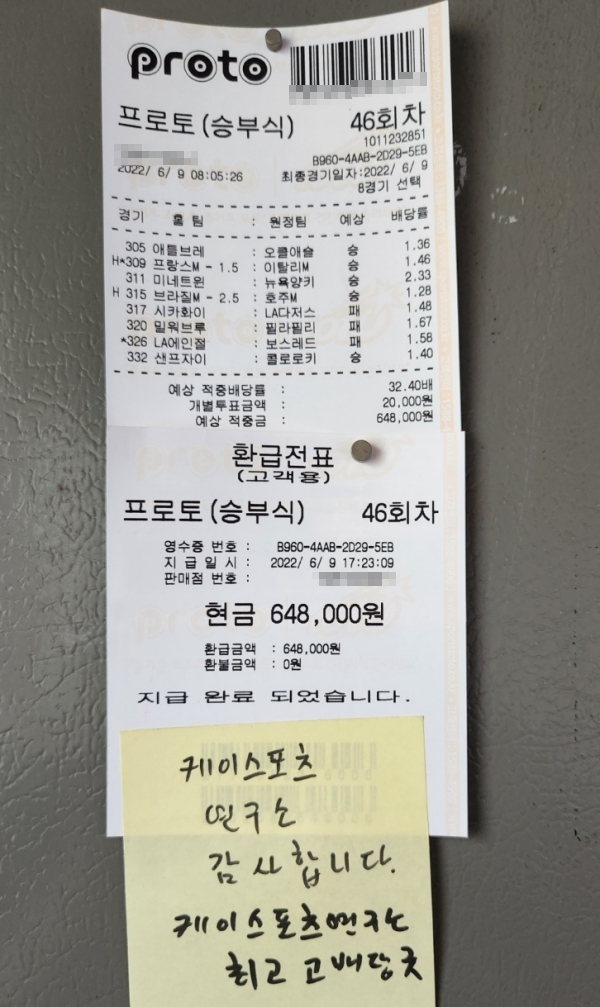 proto
프로토(승부식) 46회차
1011232851
B960-4AAB-2D29-5EB
2022/ 6/ 9 08:05:26 최종경기일자:2022/ 6/ 9
8경기 선택
경기 홈팀 : 원정팀 예상 배당률
305 애틀브레 : 오클애슬 승 1.36
H*309 프랑스M - 1.5 : 이탈리M 승 1.46
311 미네트윈 : 뉴욕양키 승 2.33
H 315 브라질M - 2.5 : 호주M 승 1.28
317 시카화이 : LA다저스 패 1.48
320 밀워브루 : 필라필리 패 1.67
*326 LA에인절 : 보스레드 패 1.58
332 샌프자이 : 콜로로키 승 1.40
예상 적중배당률 : 32.40배
개별투표금액 : 20,000원
예상 적중금 : 648,000원
환급전표
(고객용)
프로토(승부식) 46회차
영수증 번호 : B960-4AAB-2D29-5EB
지 급 일 시 : 2022/ 6/ 9 17:23:09
판매점 번호 :
현금 648,000원
환급금액 : 648,000원
환불금액 : 0원
지급 완료 되었습니다.
케이스포츠
연구소
감사합니다.
케이스포츠연구소
최고 고배당굿